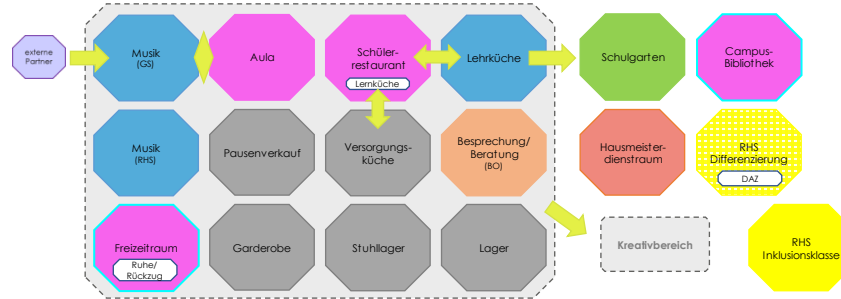 externe
Partner
Musik
(GS)
Aula
Schüler-
restaurant
Lernküche
Lehrküche
Schulgarten
Campus-
Bibliothek
Musik
(RHS)
Pausenverkauf
Versorgungs-
küche
Besprechung/
Beratung
(BO)
Hausmeister-
dienstraum
RHS
Differenzierung
DAZ
Freizeitraum
Ruhe/
Rückzug
Garderobe
Stuhllager
Lager
Kreativbereich
RHS
Inklusionsklasse